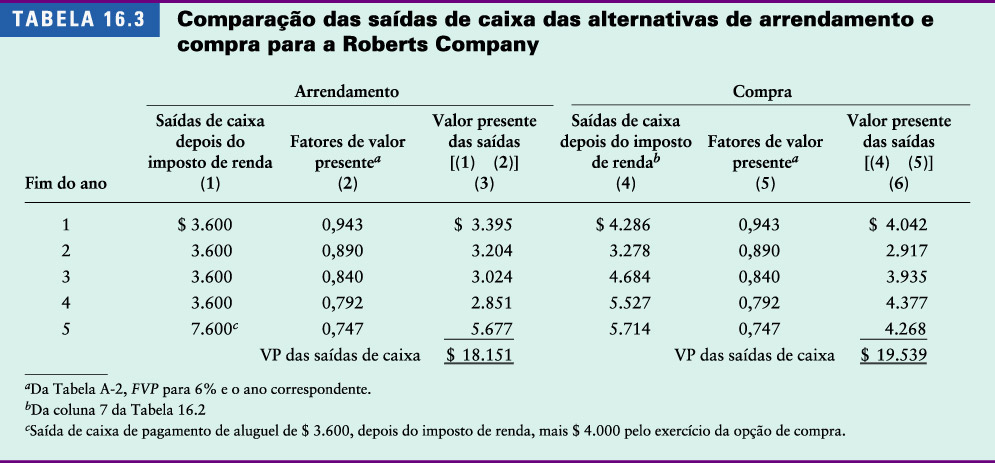 TABELA 16.3 Comparação das saídas de caixa das alternativas de arrendamento e
compra para a Roberts Company
Arrendamento Compra
Saídas de caixa Valor presente Saídas de caixa Valor presente
depois do Fatores de valor das saídas depois do imposto Fatores de valor das saídas
imposto de renda presenteᵃ [(1) (2)] de rendaᵇ presenteᵃ [(4) (5)]
Fim do ano (1) (2) (3) (4) (5) (6)
1 $ 3.600 0,943 $ 3.395 $ 4.286 0,943 $ 4.042
2 3.600 0,890 3.204 3.278 0,890 2.917
3 3.600 0,840 3.024 4.684 0,840 3.935
4 3.600 0,792 2.851 5.527 0,792 4.377
5 7.600ᶜ 0,747 5.677 5.714 0,747 4.268
VP das saídas de caixa $ 18.151 VP das saídas de caixa $ 19.539
ᵃDa Tabela A-2, FVP para 6% e o ano correspondente.
ᵇDa coluna 7 da Tabela 16.2
ᶜSaída de caixa de pagamento de aluguel de $ 3.600, depois do imposto de renda, mais $ 4.000 pelo exercício da opção de compra.